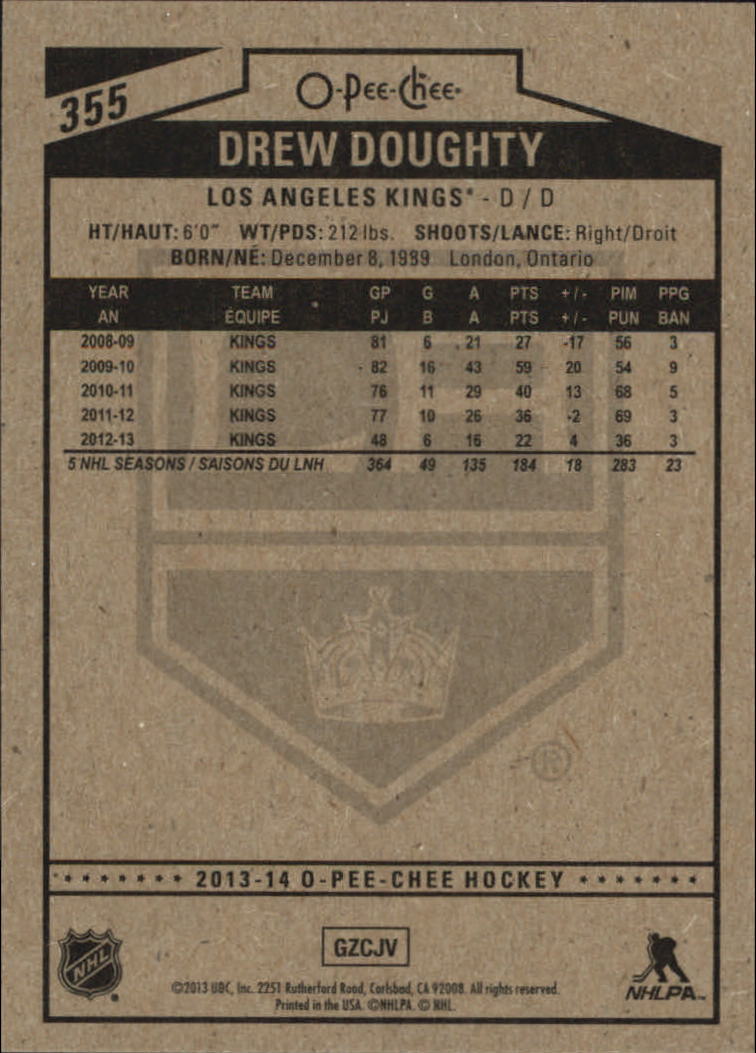 355
O-Pee-Chee
DREW DOUGHTY
LOS ANGELES KINGS - D / D
HT/HAUT: 6'0" WT/PDS: 212 lbs. SHOOTS/LANCE: Right/Droit
BORN/NÉ: December 8, 1989 London, Ontario
YEAR TEAM GP G A PTS +/- PIM PPG
AN ÉQUIPE PJ B A PTS +/- PUN BAN
2008-09 KINGS 81 6 21 27 -17 56 3
2009-10 KINGS 82 16 43 59 20 54 9
2010-11 KINGS 76 11 29 40 13 68 5
2011-12 KINGS 77 10 26 36 -2 69 3
2012-13 KINGS 48 6 16 22 4 36 3
5 NHL SEASONS / SAISONS DU LNH 364 49 135 184 18 283 23
®
* * * * * * * * 2013-14 O-PEE-CHEE HOCKEY * * * * * * *
GZCJV
NHL
©2013 UDC, Inc. 2251 Rutherford Road, Carlsbad, CA 92008. All rights reserved.
Printed in the USA. ©NHLPA. © NHL.
NHLPA™